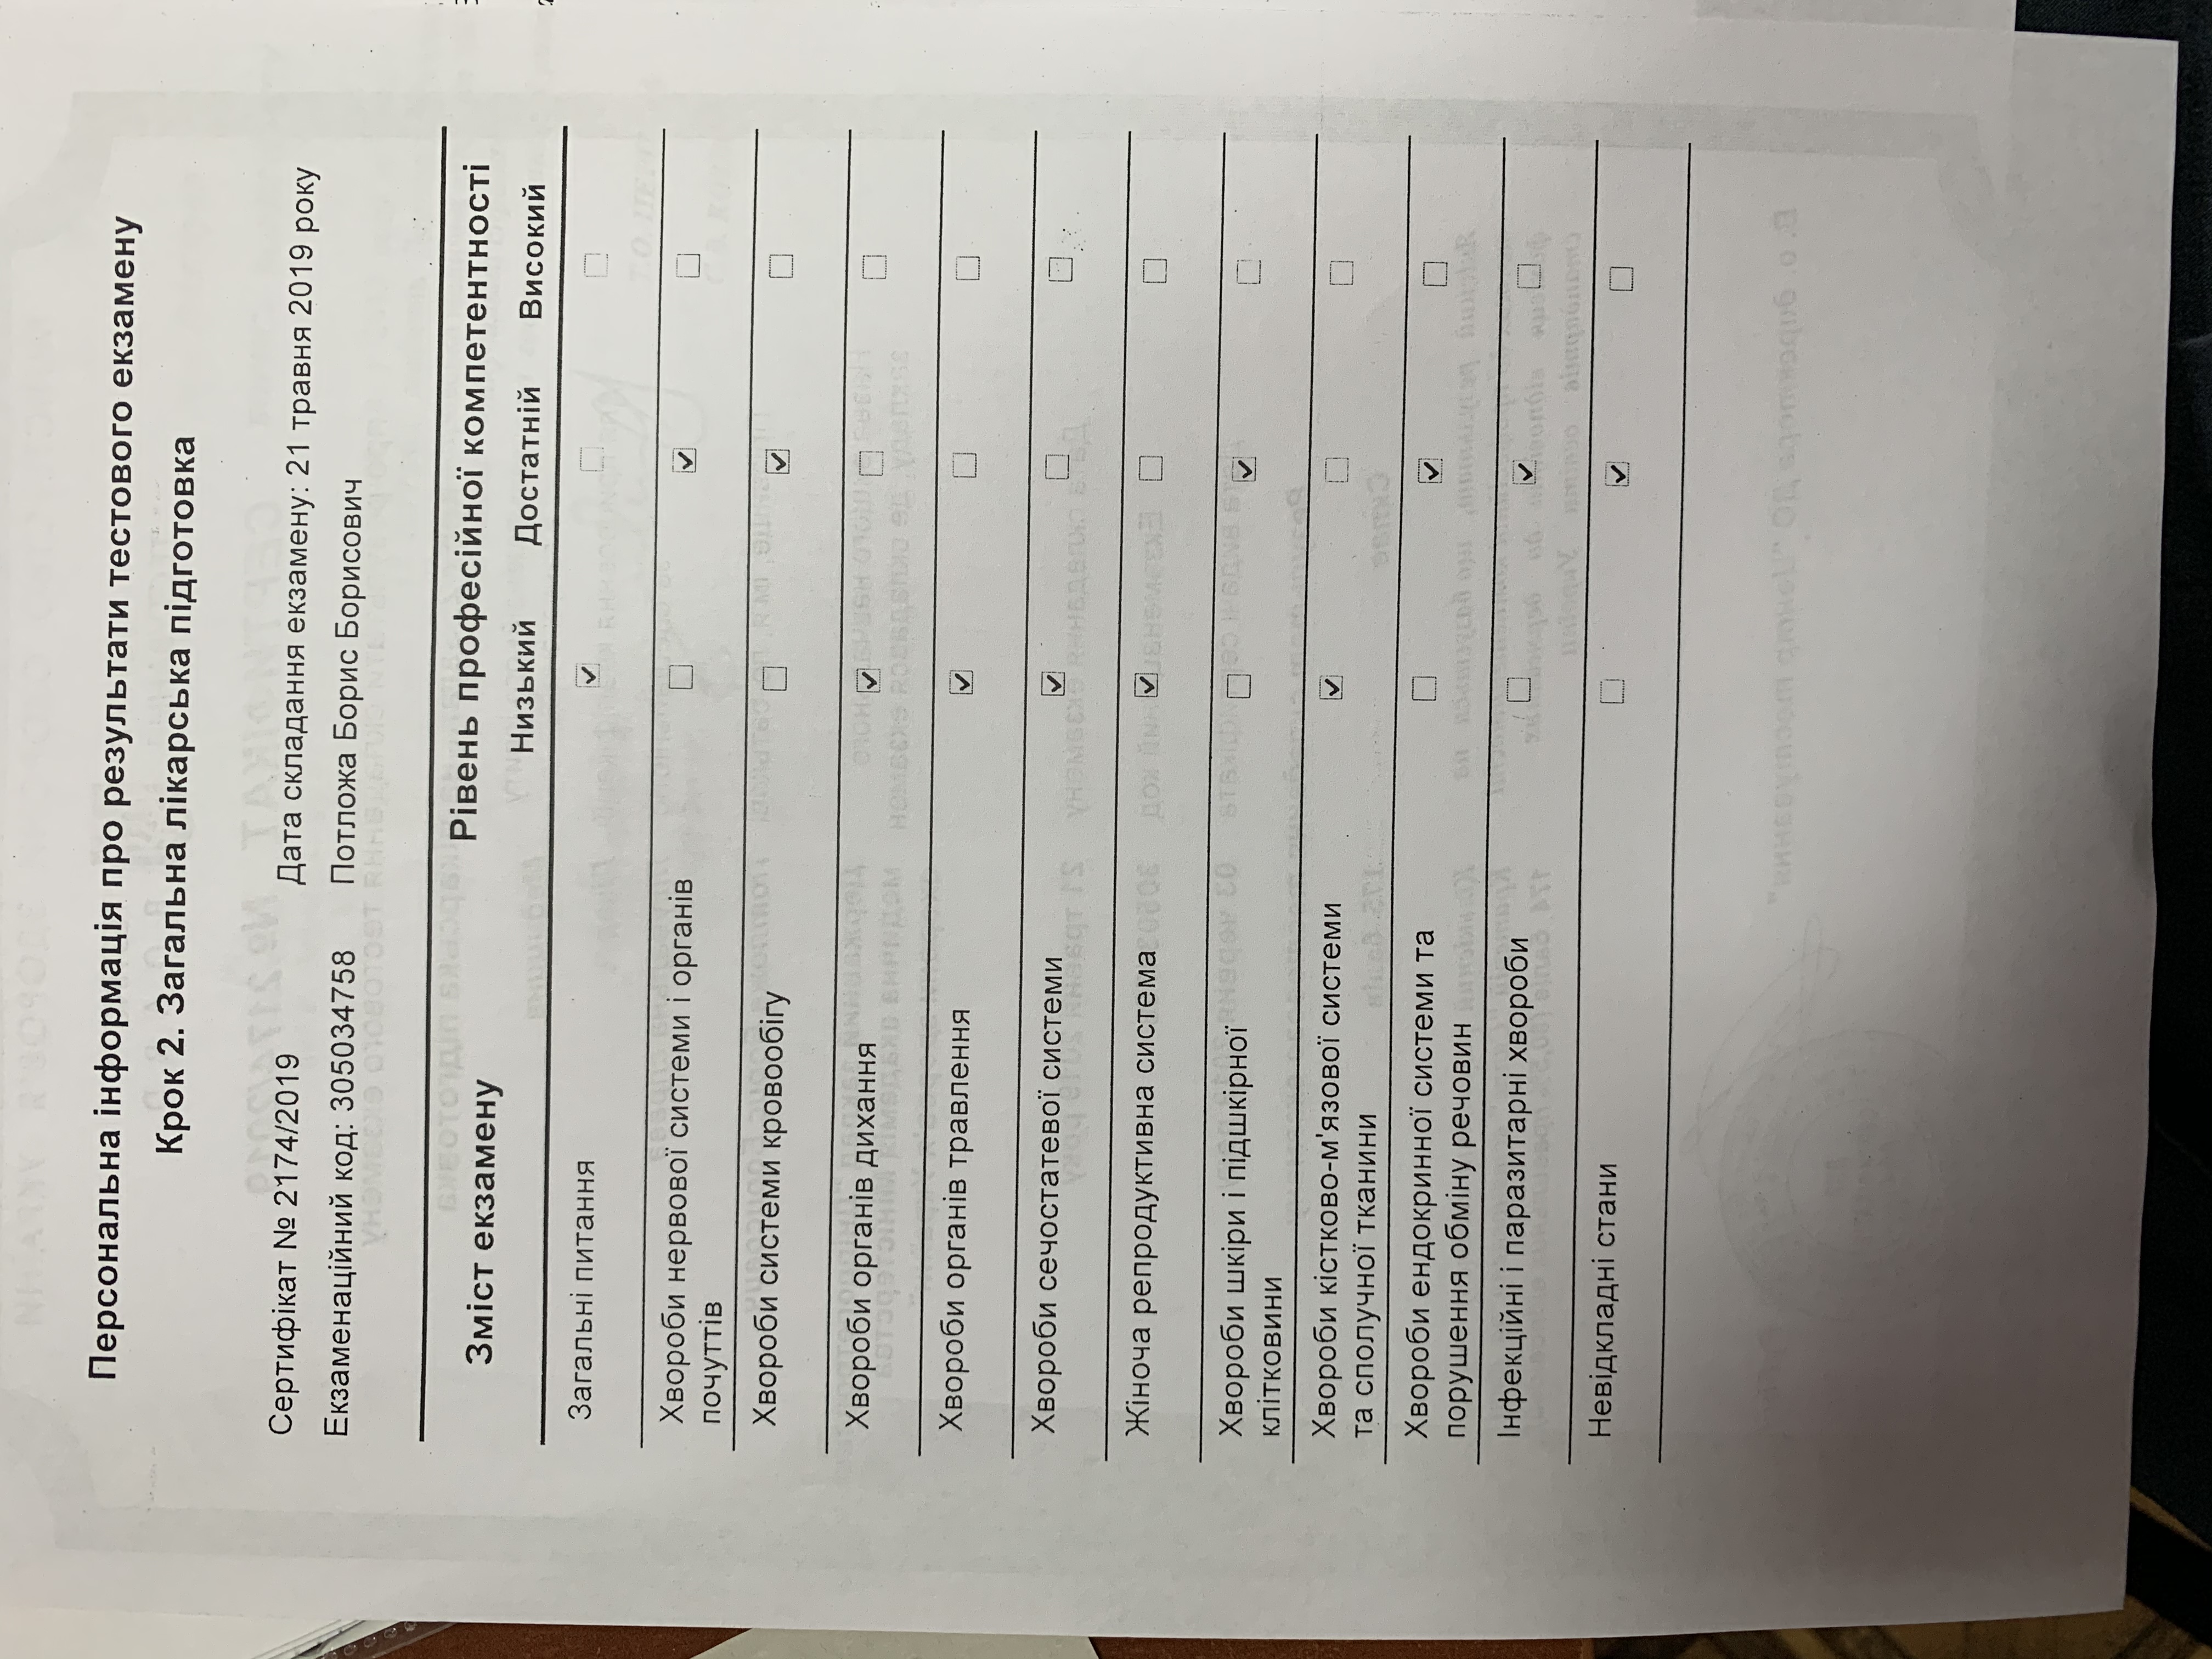 Персональна інформація про результати тестового екзамену
Крок 2. Загальна лікарська підготовка
Сертифікат № 2174/2019 Дата складання екзамену: 21 травня 2019 року
Екзаменаційний код: 305034758 Потложа Борис Борисович
Зміст екзамену Рівень професійної компетентності
Низький Достатній Високий
Загальні питання
Хвороби нервової системи і органів
почуттів
Хвороби системи кровообігу
Хвороби органів дихання
Хвороби органів травлення
Хвороби сечостатевої системи
Жіноча репродуктивна система
Хвороби шкіри і підшкірної
клітковини
Хвороби кістково-м'язової системи
та сполучної тканини
Хвороби ендокринної системи та
порушення обміну речовин
Інфекційні і паразитарні хвороби
Невідкладні стани